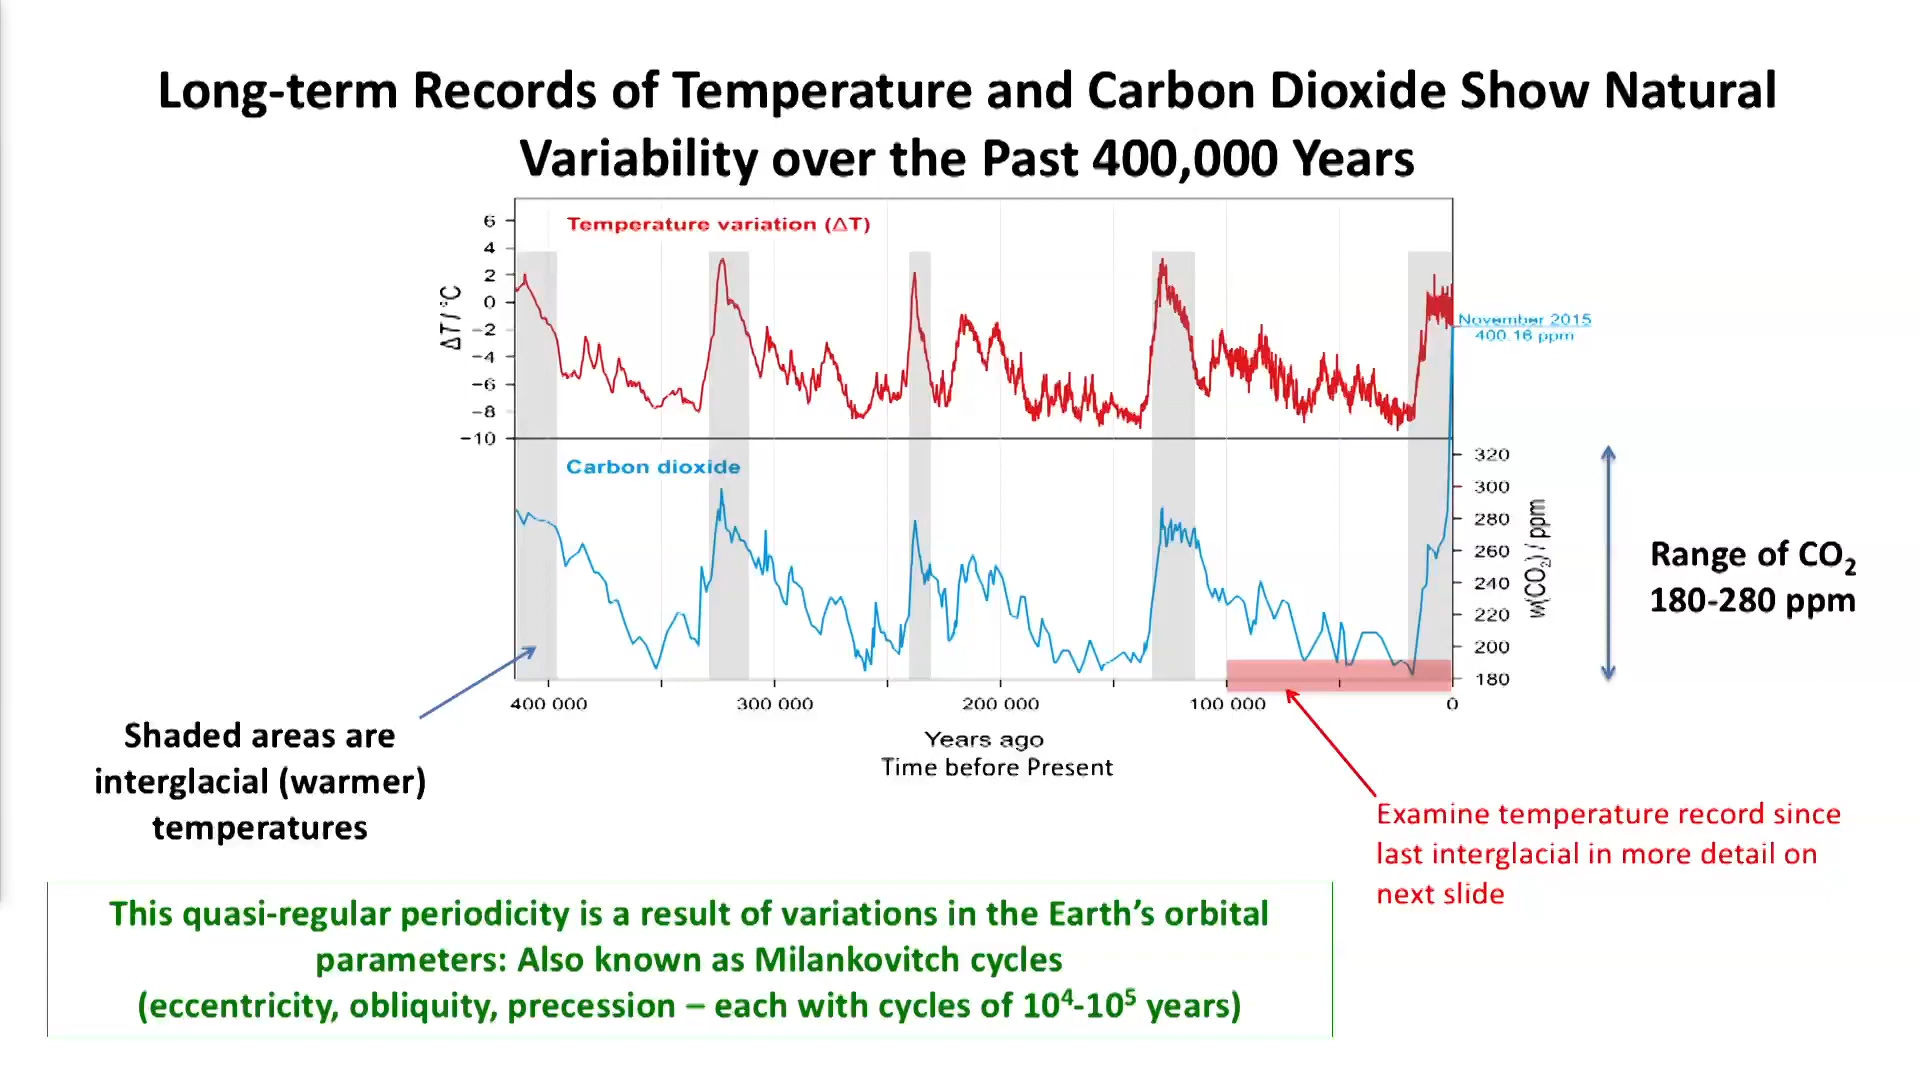 Long-term Records of Temperature and Carbon Dioxide Show Natural
Variability over the Past 400,000 Years
Temperature variation (ΔT)
6
4
2
0
−2
−4
−6
−8
−10
ΔT / °C
November 2015
400.16 ppm
Carbon dioxide
320
300
280
260
240
220
200
180
w(CO₂) / ppm
Range of CO₂
180-280 ppm
400 000
300 000
200 000
100 000
0
Years ago
Time before Present
Shaded areas are
interglacial (warmer)
temperatures
Examine temperature record since
last interglacial in more detail on
next slide
This quasi-regular periodicity is a result of variations in the Earth’s orbital
parameters: Also known as Milankovitch cycles
(eccentricity, obliquity, precession – each with cycles of 10⁴-10⁵ years)